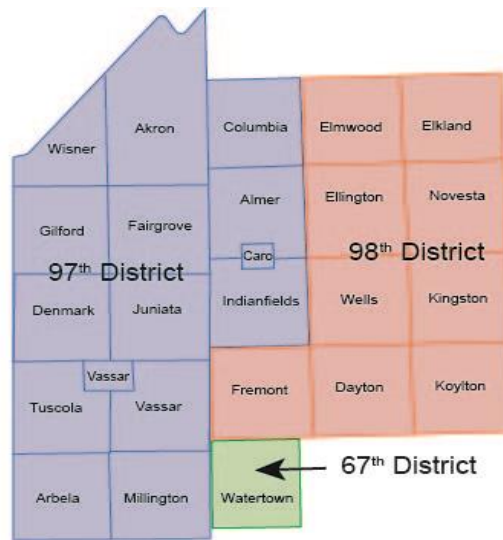 Akron
Columbia
Elmwood
Elkland
Wisner
Almer
Ellington
Novesta
Gilford
Fairgrove
Caro
97th District
98th District
Denmark
Juniata
Indianfields
Wells
Kingston
Vassar
Tuscola
Vassar
Fremont
Dayton
Koylton
67th District
Arbela
Millington
Watertown